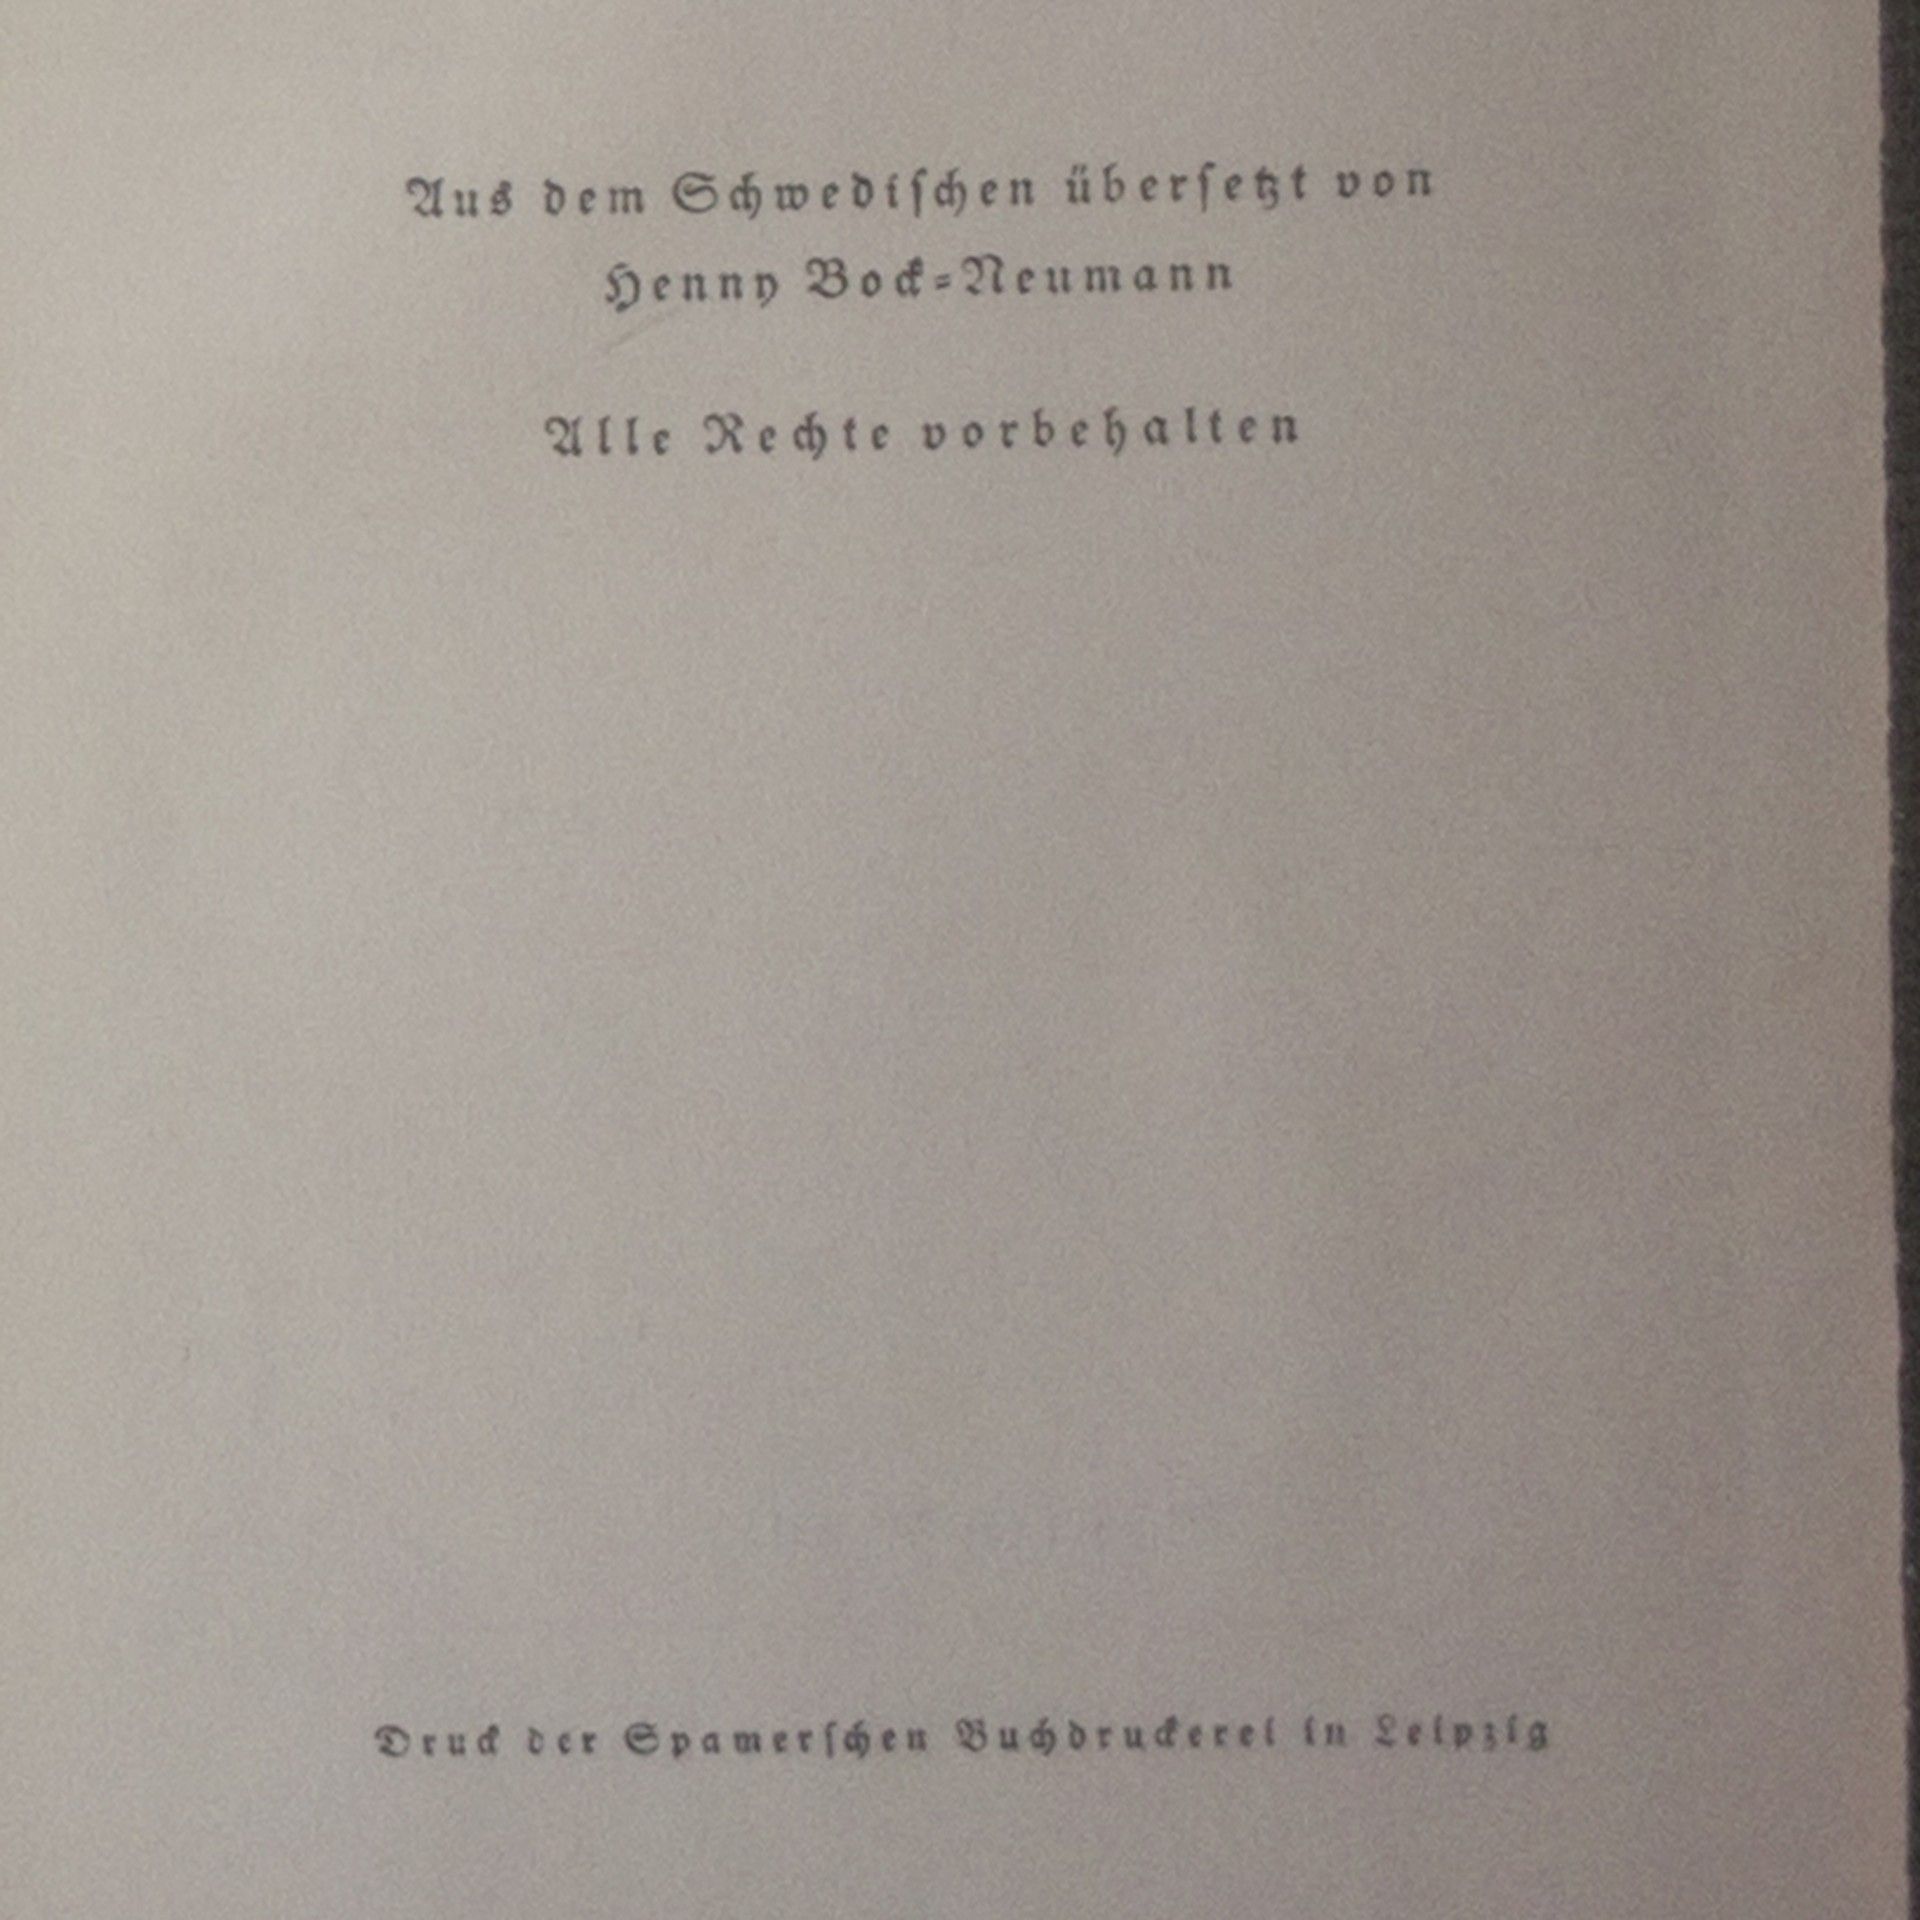 Aus dem Schwedischen übersetzt von
Henny Bock-Neumann
Alle Rechte vorbehalten
Druck der Spamerschen Buchdruckerei in Leipzig